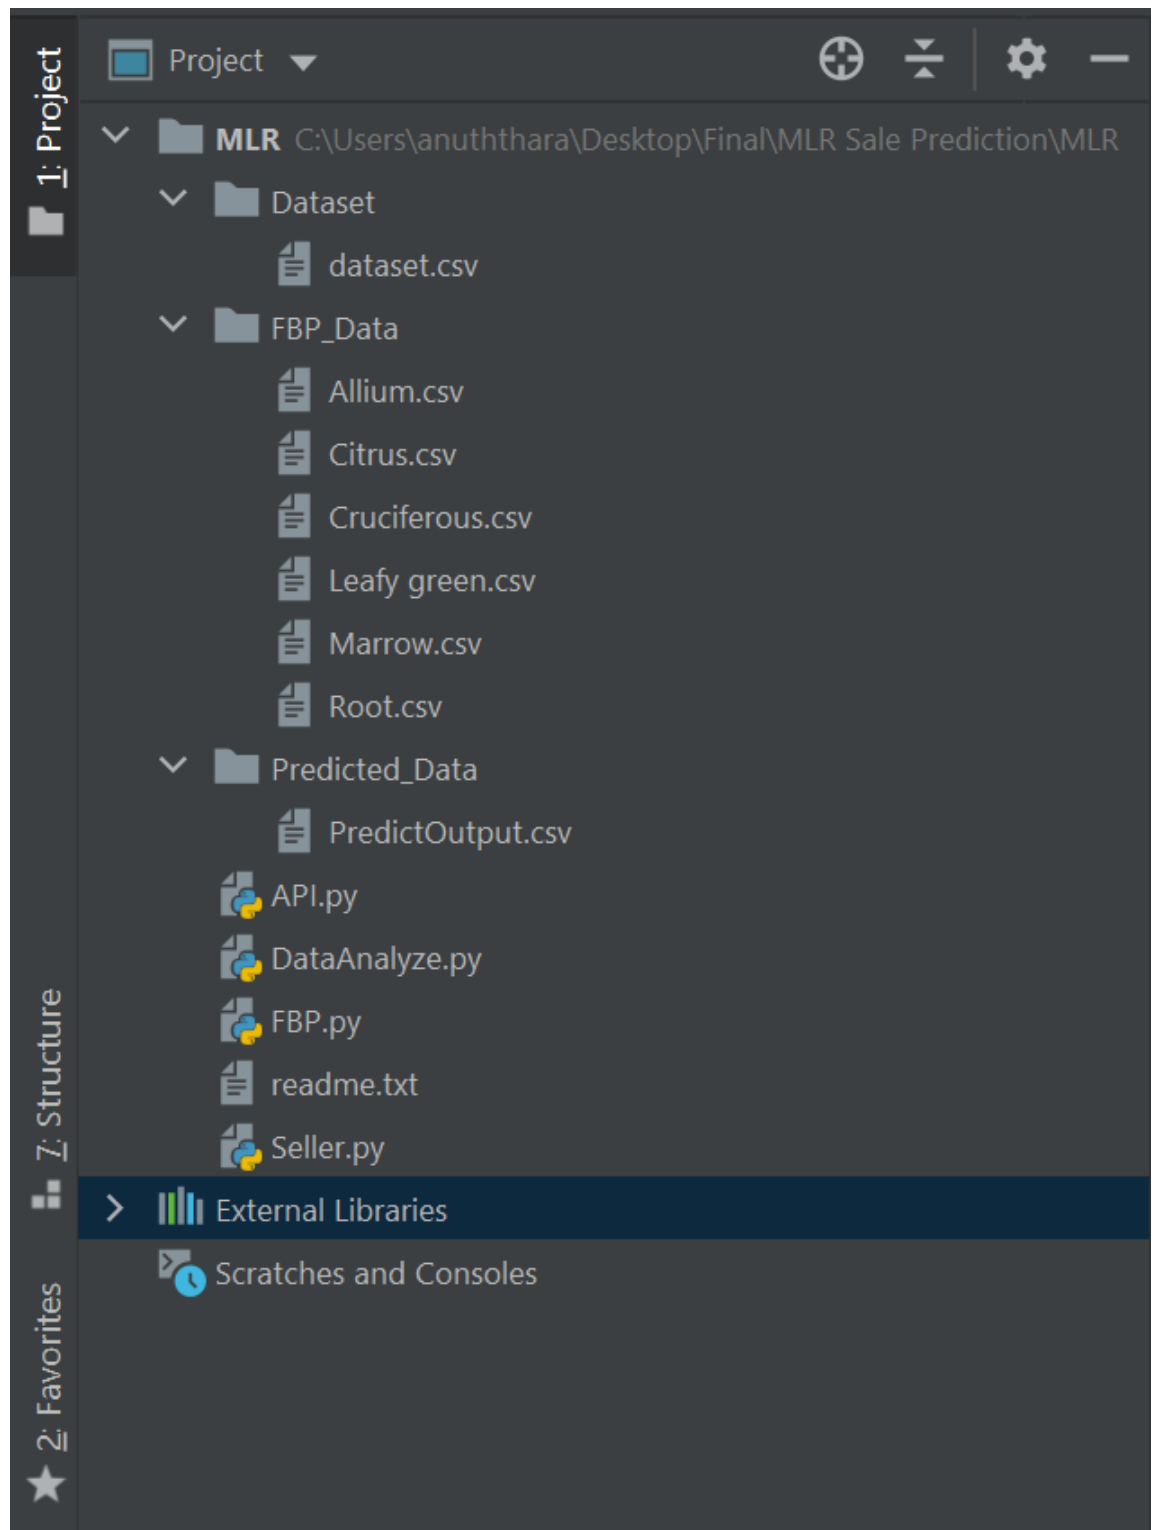 Project
MLR C:\Users\anuththara\Desktop\Final\MLR Sale Prediction\MLR
Dataset
dataset.csv
FBP_Data
Allium.csv
Citrus.csv
Cruciferous.csv
Leafy green.csv
Marrow.csv
Root.csv
Predicted_Data
PredictOutput.csv
API.py
DataAnalyze.py
FBP.py
readme.txt
Seller.py
External Libraries
Scratches and Consoles
1: Project
7: Structure
2: Favorites